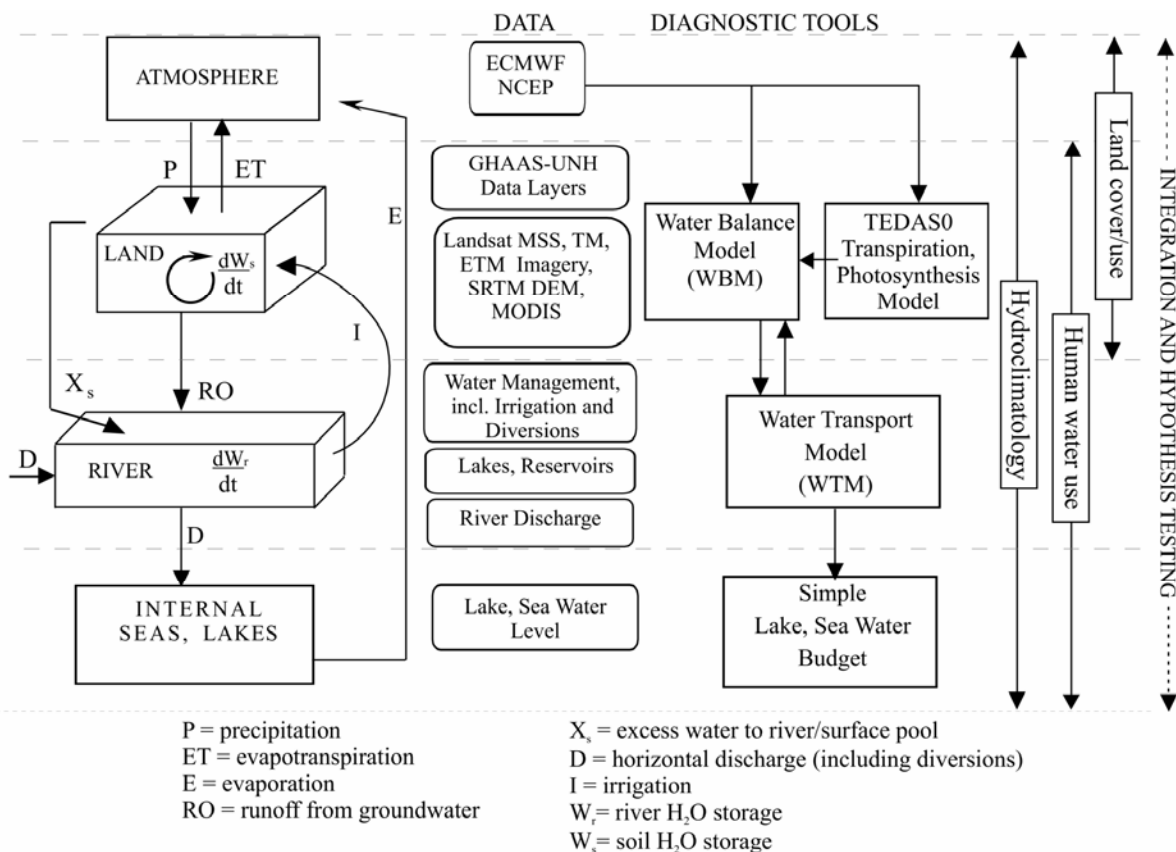 DATA
DIAGNOSTIC TOOLS
ATMOSPHERE
P
ET
E
LAND
dWs
dt
I
Xs
RO
D
RIVER
dWr
dt
D
INTERNAL
SEAS, LAKES
ECMWF
NCEP
GHAAS-UNH
Data Layers
Landsat MSS, TM,
ETM Imagery,
SRTM DEM,
MODIS
Water Management,
incl. Irrigation and
Diversions
Lakes, Reservoirs
River Discharge
Lake, Sea Water
Level
Water Balance
Model
(WBM)
TEDAS0
Transpiration,
Photosynthesis
Model
Water Transport
Model
(WTM)
Simple
Lake, Sea Water
Budget
Hydroclimatology
Human water use
Land cover/use
INTEGRATION AND HYPOTHESIS TESTING
P = precipitation
ET = evapotranspiration
E = evaporation
RO = runoff from groundwater
Xs = excess water to river/surface pool
D = horizontal discharge (including diversions)
I = irrigation
Wr= river H2O storage
Ws= soil H2O storage